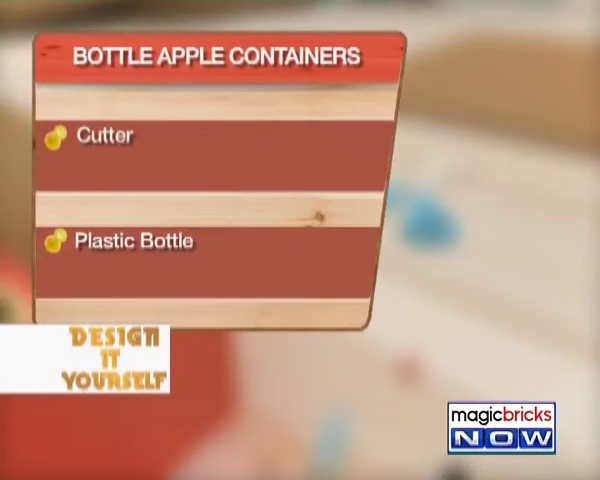 BOTTLE APPLE CONTAINERS
Cutter
Plastic Bottle
DESIGN
IT
YOURSELF
magicbricks
NOW